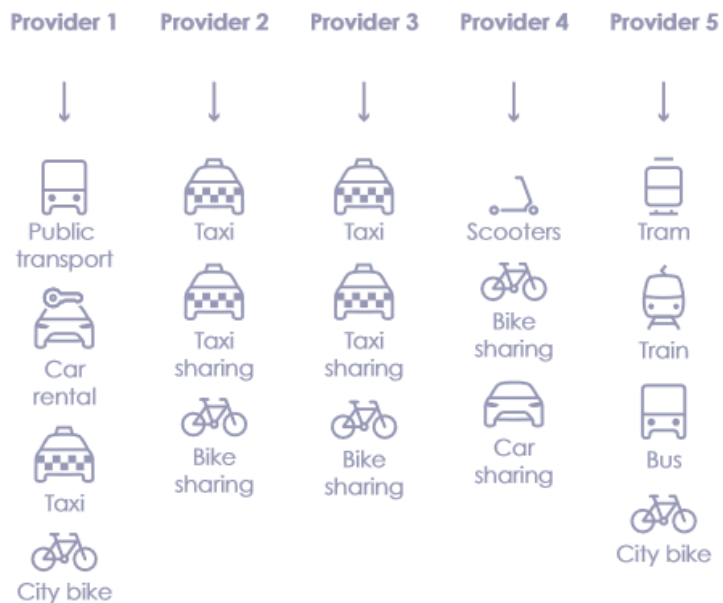 Provider 1
Public
transport
Car
rental
Taxi
City bike
Provider 2
Taxi
Taxi
sharing
Bike
sharing
Provider 3
Taxi
Taxi
sharing
Bike
sharing
Provider 4
Scooters
Bike
sharing
Car
sharing
Provider 5
Tram
Train
Bus
City bike